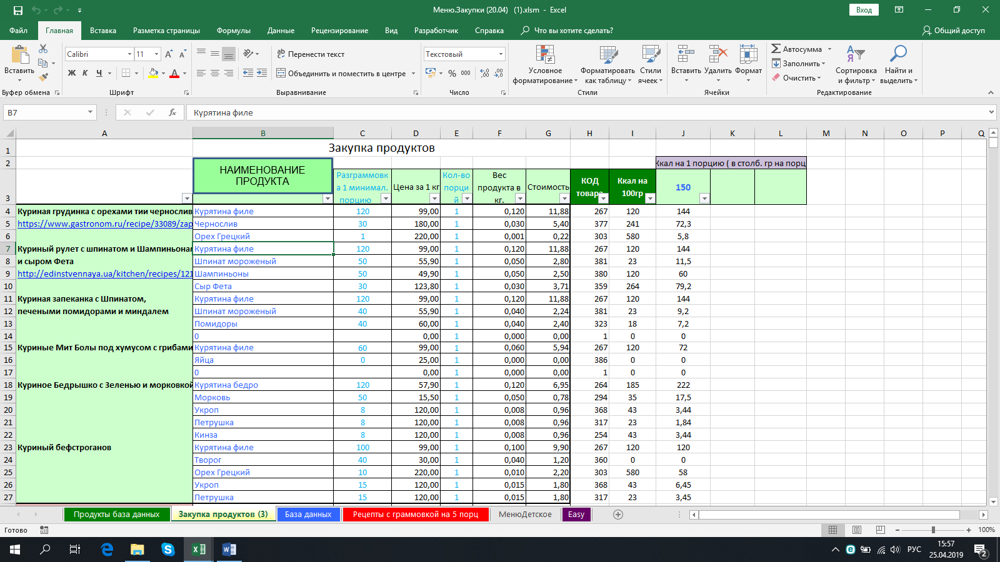 Меню.Закупки (20.04)   (1).xlsm  -  Excel
Вход
Файл Главная Вставка Разметка страницы Формулы Данные Рецензирование Вид Разработчик Справка Что вы хотите сделать? Общий доступ
Вставить
Буфер обмена
Calibri 11
Ж К Ч
Шрифт
Перенести текст
Объединить и поместить в центре
Выравнивание
Текстовый
% 000
Число
Условное форматирование
Форматировать как таблицу
Стили ячеек
Стили
Вставить Удалить Формат
Ячейки
Автосумма
Заполнить
Очистить
Сортировка и фильтр
Найти и выделить
Редактирование
B7 fx Курятина филе
A B C D E F G H I J K L M N O P Q
1 Закупка продуктов
2 Ккал на 1 порцию ( в столб. гр на порц
3 НАИМЕНОВАНИЕ ПРОДУКТА Разграммовка 1 минимал. порцию Цена за 1 кг Кол-во порций Вес продукта в кг. Стоимость КОД товара Ккал на 100гр 150
4 Куриная грудинка с орехами тии чернослив Курятина филе 120 99,00 1 0,120 11,88 267 120 144
5 https://www.gastronom.ru/recipe/33089/zap Чернослив 30 180,00 1 0,030 5,40 377 241 72,3
6 Орех Грецкий 1 220,00 1 0,001 0,22 303 580 5,8
7 Куриный рулет с шпинатом и Шампиньонам Курятина филе 120 99,00 1 0,120 11,88 267 120 144
8 и сыром Фета Шпинат мороженый 50 55,90 1 0,050 2,80 381 23 11,5
9 http://edinstvennaya.ua/kitchen/recipes/121 Шампиньоны 50 49,90 1 0,050 2,50 380 120 60
10 Сыр Фета 30 123,80 1 0,030 3,71 359 264 79,2
11 Куриная запеканка с Шпинатом, Курятина филе 120 99,00 1 0,120 11,88 267 120 144
12 печеными помидорами и миндалем Шпинат мороженый 40 55,90 1 0,040 2,24 381 23 9,2
13 Помидоры 40 60,00 1 0,040 2,40 323 18 7,2
14 0 0,00 1 0,000 0,00 1 0 0
15 Куриные Мит Болы под хумусом с грибами Курятина филе 60 99,00 1 0,060 5,94 267 120 72
16 Яйца 0 25,00 1 0,000 0,00 386 0 0
17 0 0,00 1 0,000 0,00 1 0 0
18 Куриное Бедрышко с Зеленью и морковкой Курятина бедро 120 57,90 1 0,120 6,95 264 185 222
19 Морковь 50 15,50 1 0,050 0,78 294 35 17,5
20 Укроп 8 120,00 1 0,008 0,96 368 43 3,44
21 Петрушка 8 120,00 1 0,008 0,96 317 23 1,84
22 Кинза 8 120,00 1 0,008 0,96 254 43 3,44
23 Куриный бефстроганов Курятина филе 100 99,00 1 0,100 9,90 267 120 120
24 Творог 40 30,00 1 0,040 1,20 360 0 0
25 Орех Грецкий 10 220,00 1 0,010 2,20 303 580 58
26 Укроп 15 120,00 1 0,015 1,80 368 43 6,45
27 Петрушка 15 120,00 1 0,015 1,80 317 23 3,45
Продукты база данных Закупка продуктов (3) База данных Рецепты с граммовкой на 5 порц МенюДетское Easy
Готово 100%
РУС 15:57
25.04.2019 2